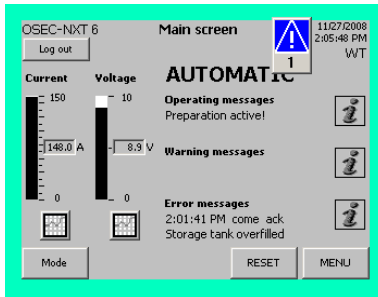 OSEC-NXT 6 Main screen 11/27/2008
2:05:48 PM
Log out WT
1
Current Voltage AUTOMATIC
150 10 Operating messages
Preparation active!
148.0 A 8.9 V Warning messages
0 0 Error messages
2:01:41 PM come ack
Storage tank overfilled
Mode RESET MENU